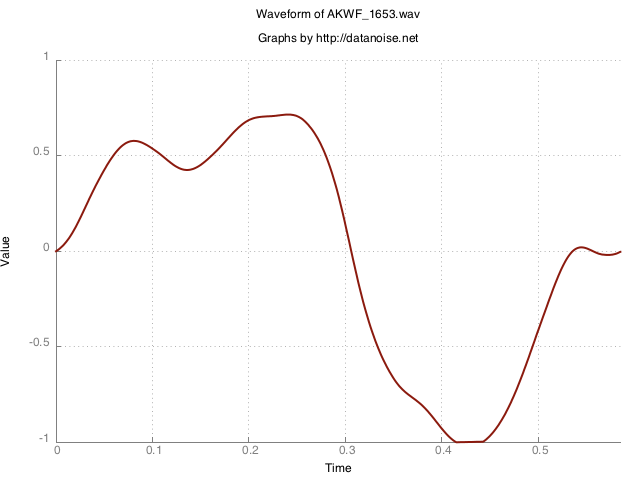 Waveform of AKWF_1653.wav
Graphs by http://datanoise.net
1
0.5
0
-0.5
-1
Value
0 0.1 0.2 0.3 0.4 0.5
Time